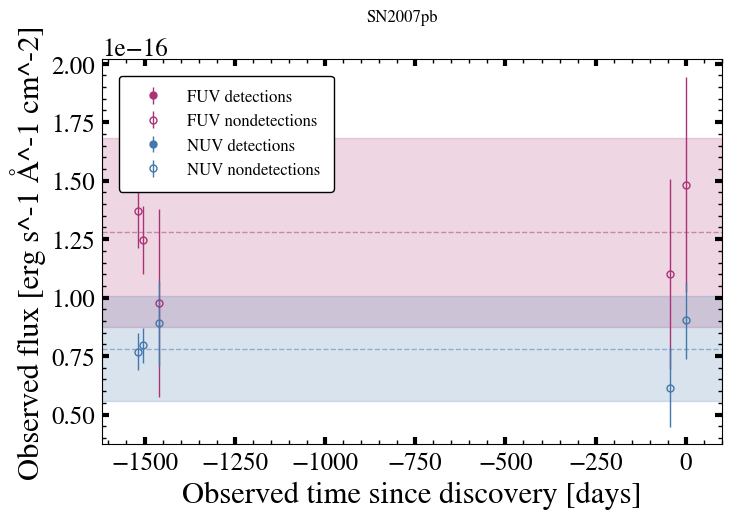 SN2007pb
1e−16
2.00
1.75
1.50
1.25
1.00
0.75
0.50
Observed flux [erg s^-1 Å^-1 cm^-2]
FUV detections
FUV nondetections
NUV detections
NUV nondetections
−1500 −1250 −1000 −750 −500 −250 0
Observed time since discovery [days]